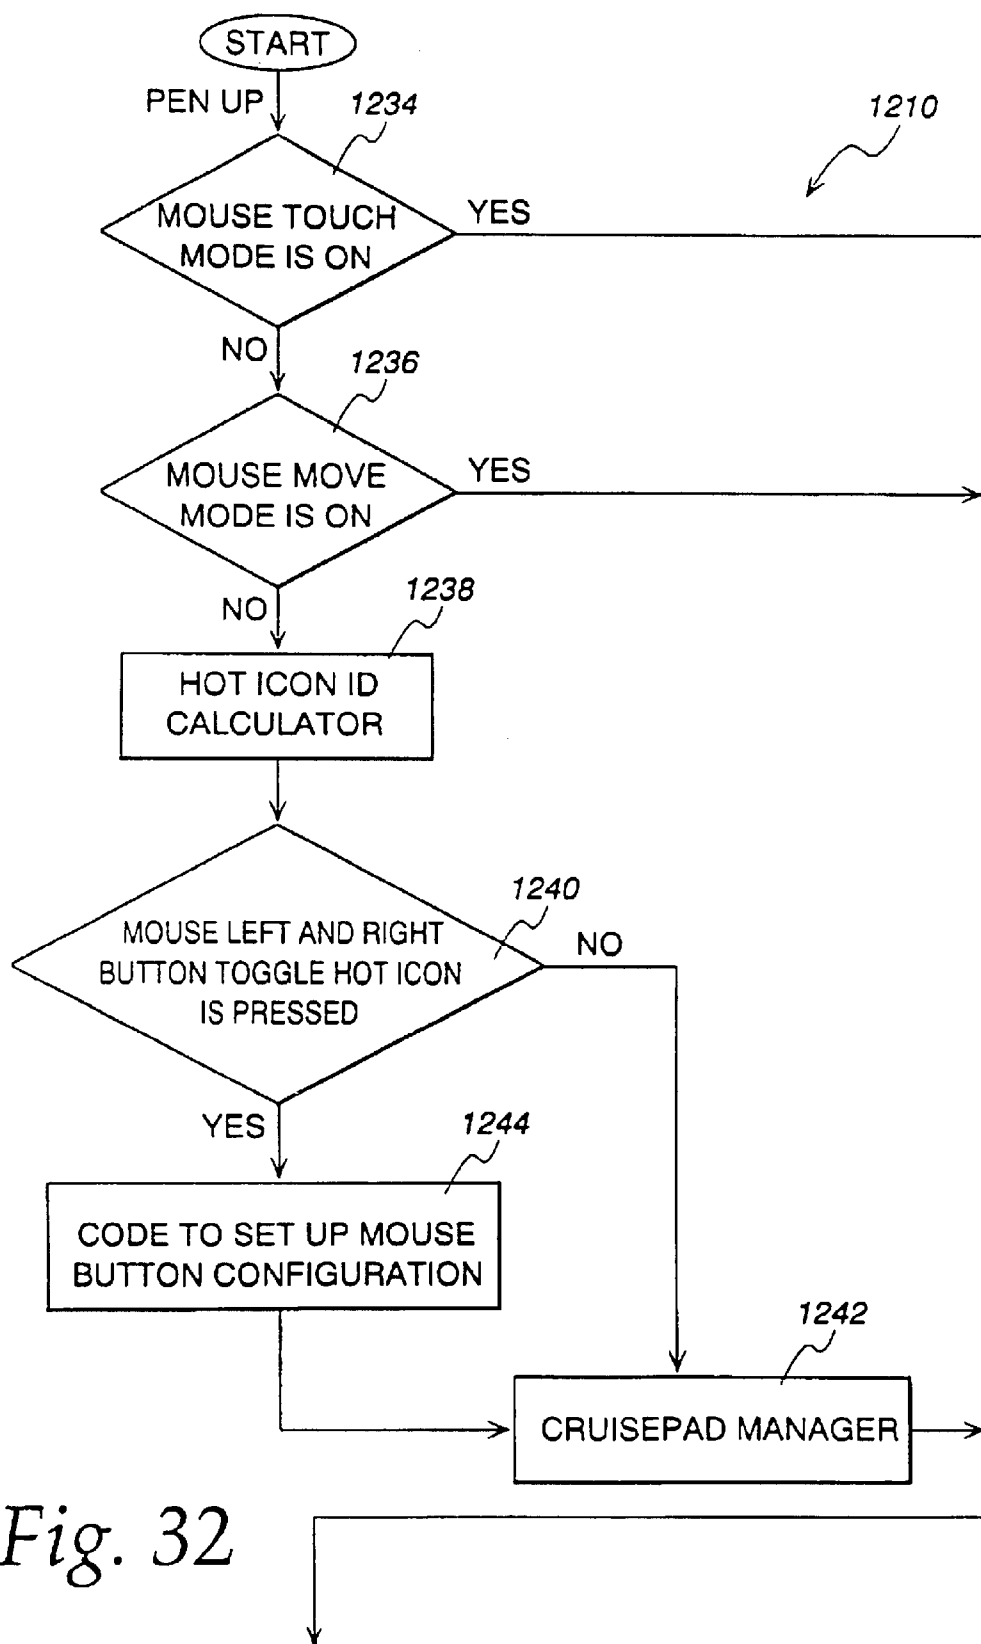 START
PEN UP
1234
1210
MOUSE TOUCH
MODE IS ON
YES
NO
1236
MOUSE MOVE
MODE IS ON
YES
NO
1238
HOT ICON ID
CALCULATOR
1240
MOUSE LEFT AND RIGHT
BUTTON TOGGLE HOT ICON
IS PRESSED
NO
YES
1244
CODE TO SET UP MOUSE
BUTTON CONFIGURATION
1242
CRUISEPAD MANAGER
Fig. 32